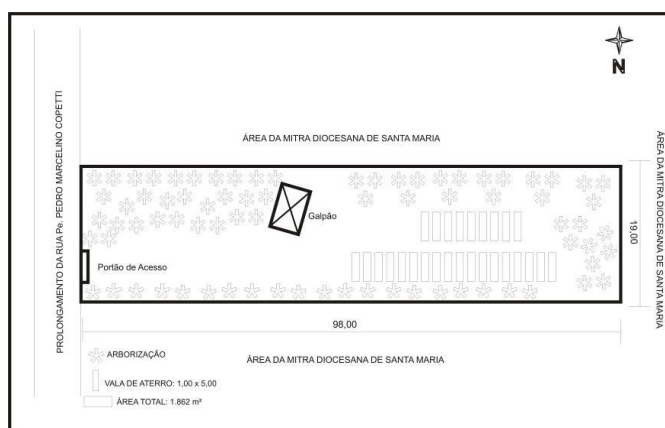 N
ÁREA DA MITRA DIOCESANA DE SANTA MARIA
PROLONGAMENTO DA RUA Pe. PEDRO MARCELINO COPETTI
Galpão
Portão de Acesso
19,00
ÁREA DA MITRA DIOCESANA DE SANTA MARIA
98,00
ÁREA DA MITRA DIOCESANA DE SANTA MARIA
ARBORIZAÇÃO
VALA DE ATERRO: 1,00 x 5,00
ÁREA TOTAL: 1.862 m²